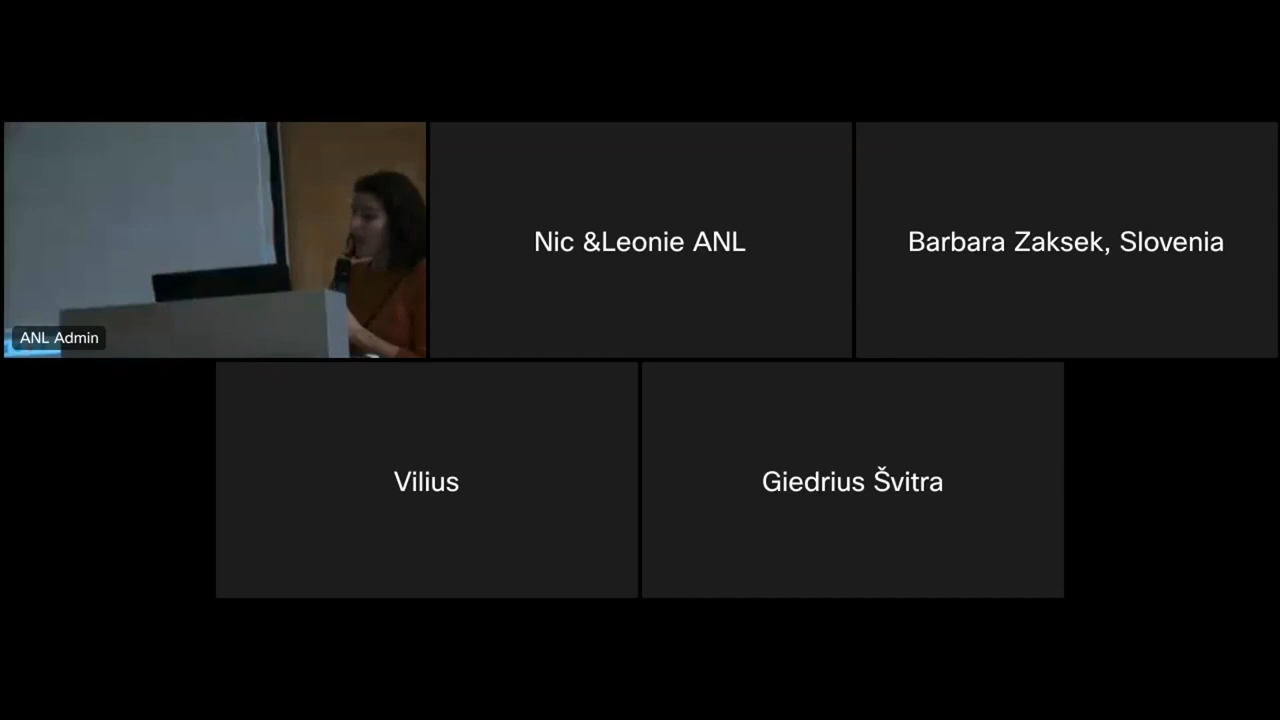 ANL Admin
Nic &Leonie ANL
Barbara Zaksek, Slovenia
Vilius
Giedrius Švitra